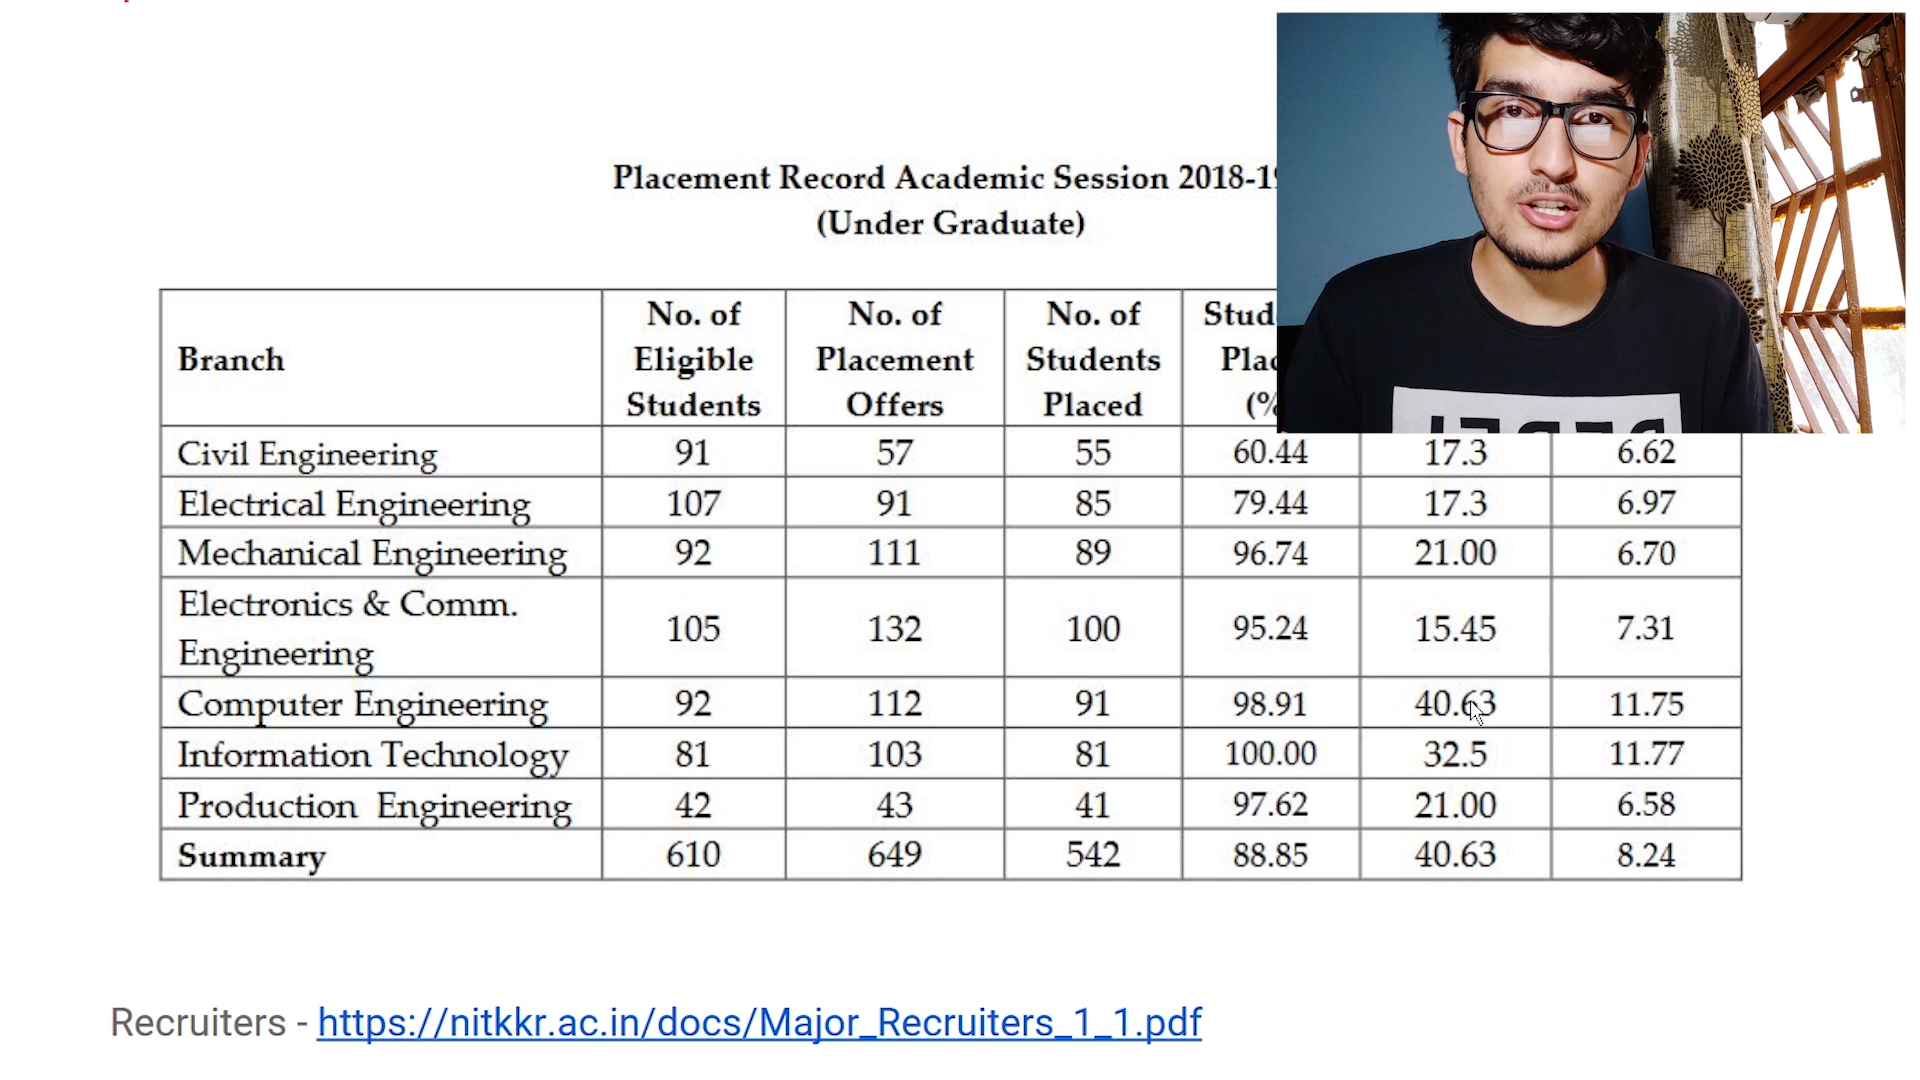 Placement Record Academic Session 2018-1
(Under Graduate)
Branch
No. of Eligible Students
No. of Placement Offers
No. of Students Placed
(%
Civil Engineering 91 57 55 60.44 17.3 6.62
Electrical Engineering 107 91 85 79.44 17.3 6.97
Mechanical Engineering 92 111 89 96.74 21.00 6.70
Electronics & Comm. Engineering 105 132 100 95.24 15.45 7.31
Computer Engineering 92 112 91 98.91 40.63 11.75
Information Technology 81 103 81 100.00 32.5 11.77
Production Engineering 42 43 41 97.62 21.00 6.58
Summary 610 649 542 88.85 40.63 8.24
Recruiters - https://nitkkr.ac.in/docs/Major_Recruiters_1_1.pdf